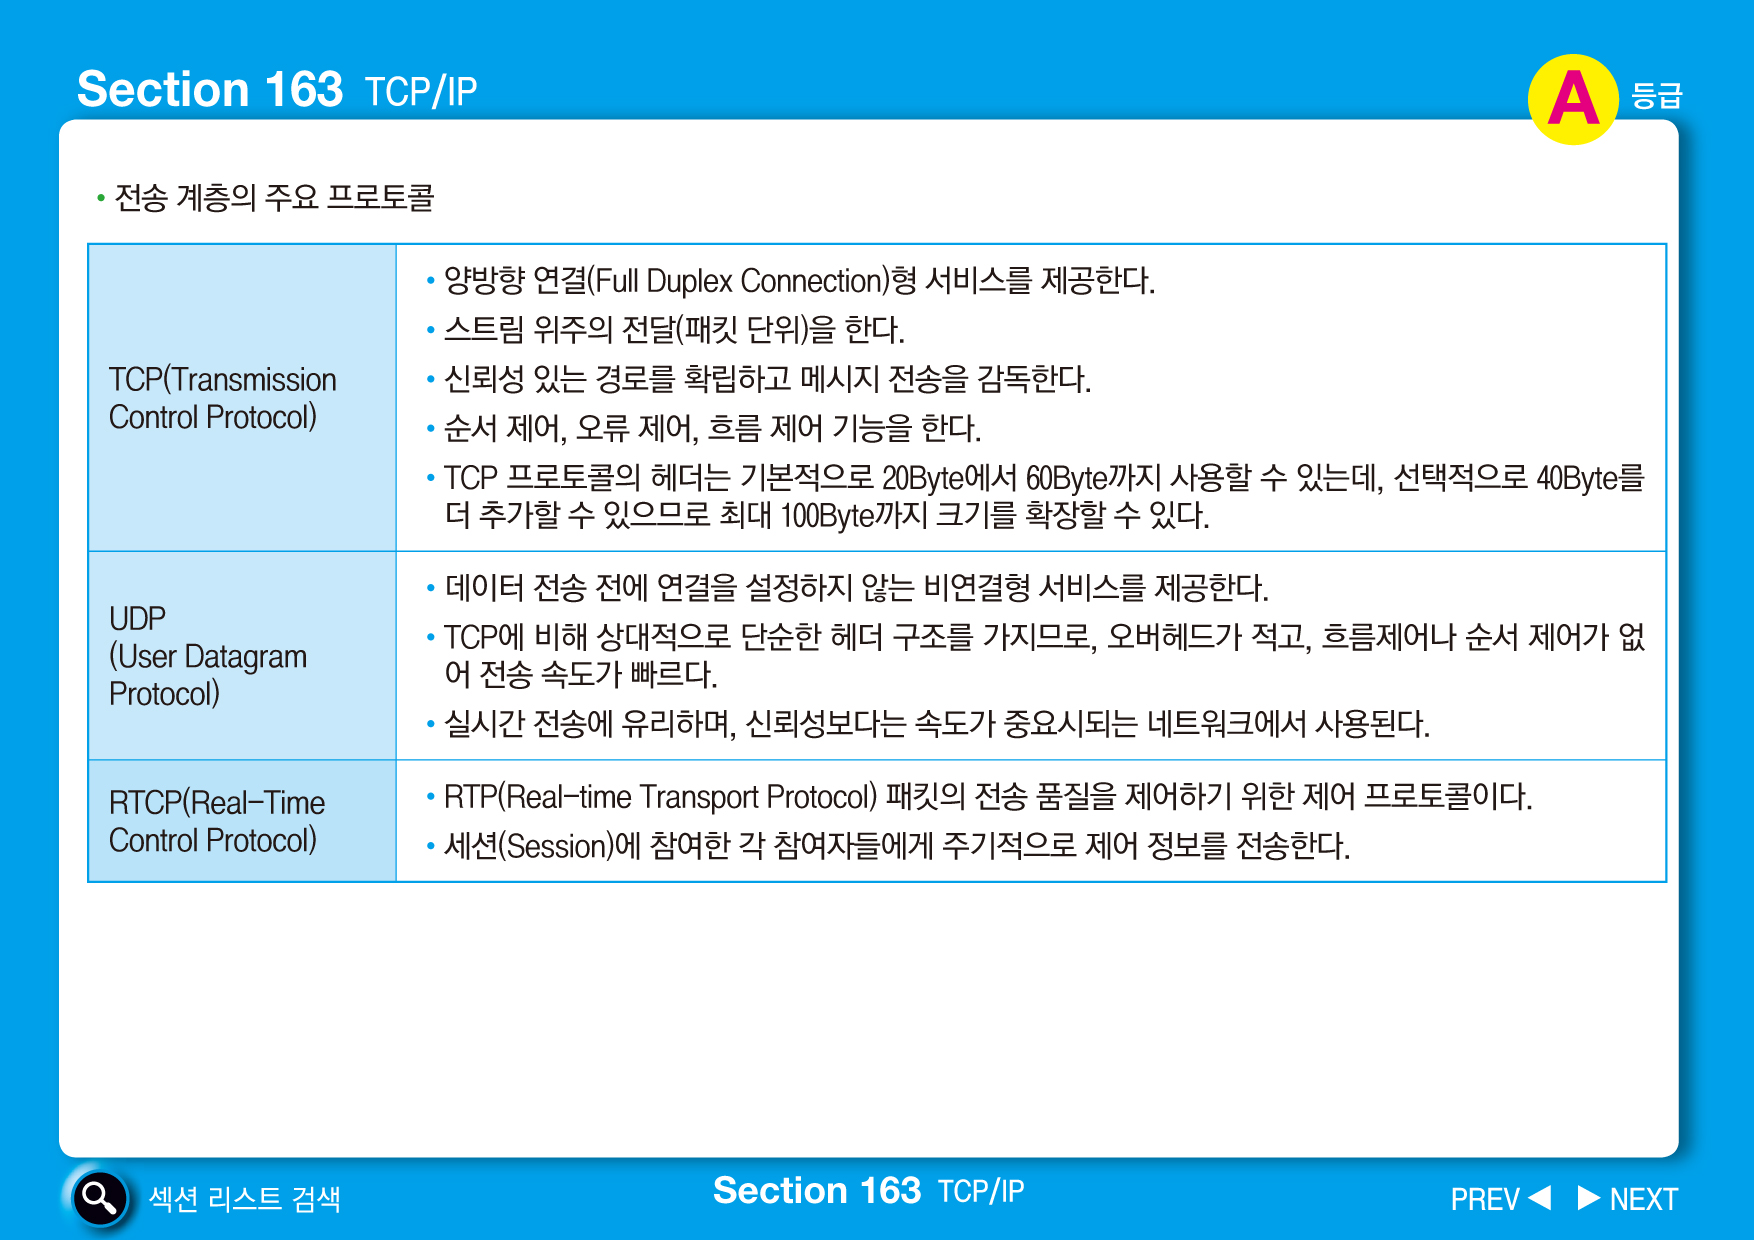 Section 163 TCP/IP
A 등급
• 전송 계층의 주요 프로토콜
TCP(Transmission
Control Protocol)
• 양방향 연결(Full Duplex Connection)형 서비스를 제공한다.
• 스트림 위주의 전달(패킷 단위)을 한다.
• 신뢰성 있는 경로를 확립하고 메시지 전송을 감독한다.
• 순서 제어, 오류 제어, 흐름 제어 기능을 한다.
• TCP 프로토콜의 헤더는 기본적으로 20Byte에서 60Byte까지 사용할 수 있는데, 선택적으로 40Byte를
더 추가할 수 있으므로 최대 100Byte까지 크기를 확장할 수 있다.
UDP
(User Datagram
Protocol)
• 데이터 전송 전에 연결을 설정하지 않는 비연결형 서비스를 제공한다.
• TCP에 비해 상대적으로 단순한 헤더 구조를 가지므로, 오버헤드가 적고, 흐름제어나 순서 제어가 없
어 전송 속도가 빠르다.
• 실시간 전송에 유리하며, 신뢰성보다는 속도가 중요시되는 네트워크에서 사용된다.
RTCP(Real-Time
Control Protocol)
• RTP(Real-time Transport Protocol) 패킷의 전송 품질을 제어하기 위한 제어 프로토콜이다.
• 세션(Session)에 참여한 각 참여자들에게 주기적으로 제어 정보를 전송한다.
섹션 리스트 검색
Section 163 TCP/IP
PREV ◀ ▶ NEXT